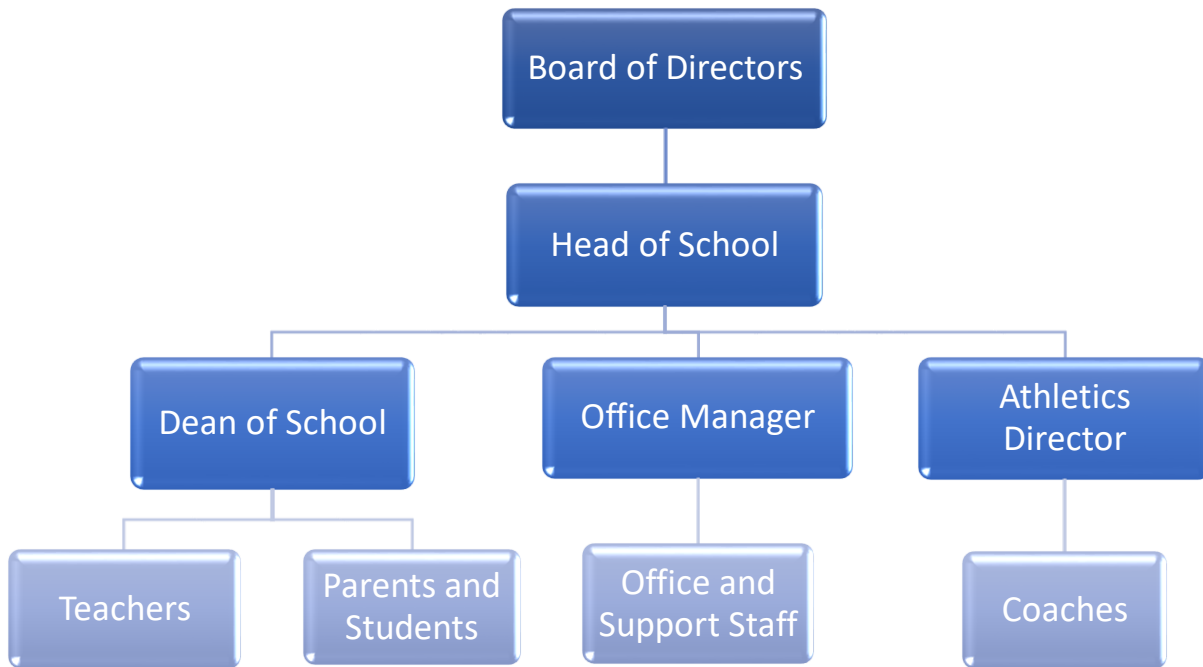 Board of Directors
Head of School
Dean of School
Office Manager
Athletics
Director
Teachers
Parents and
Students
Office and
Support Staff
Coaches